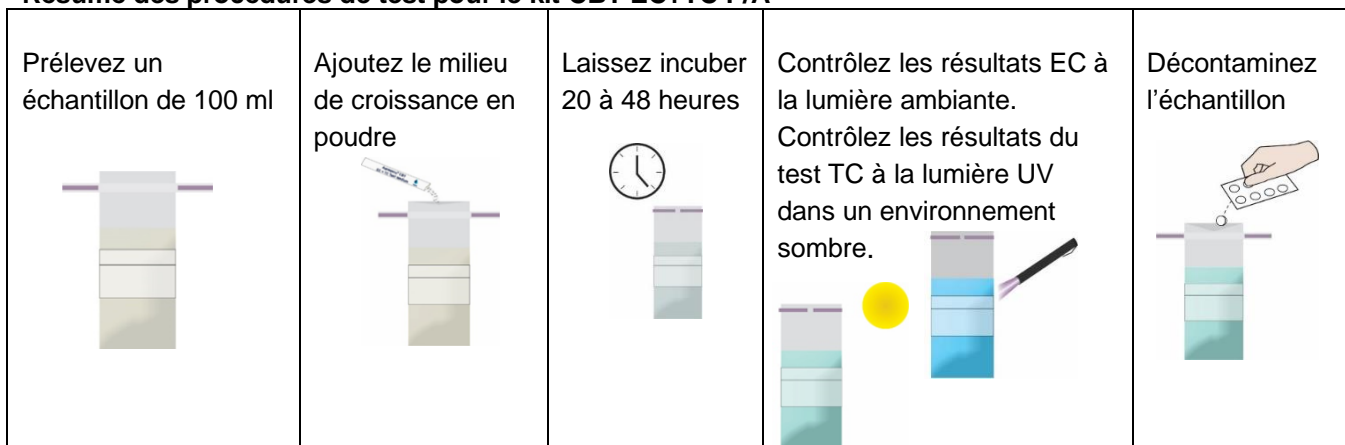 Prélevez un
échantillon de 100 ml
Ajoutez le milieu
de croissance en
poudre
Laissez incuber
20 à 48 heures
Contrôlez les résultats EC à
la lumière ambiante.
Contrôlez les résultats du
test TC à la lumière UV
dans un environnement
sombre.
Décontaminez
l’échantillon